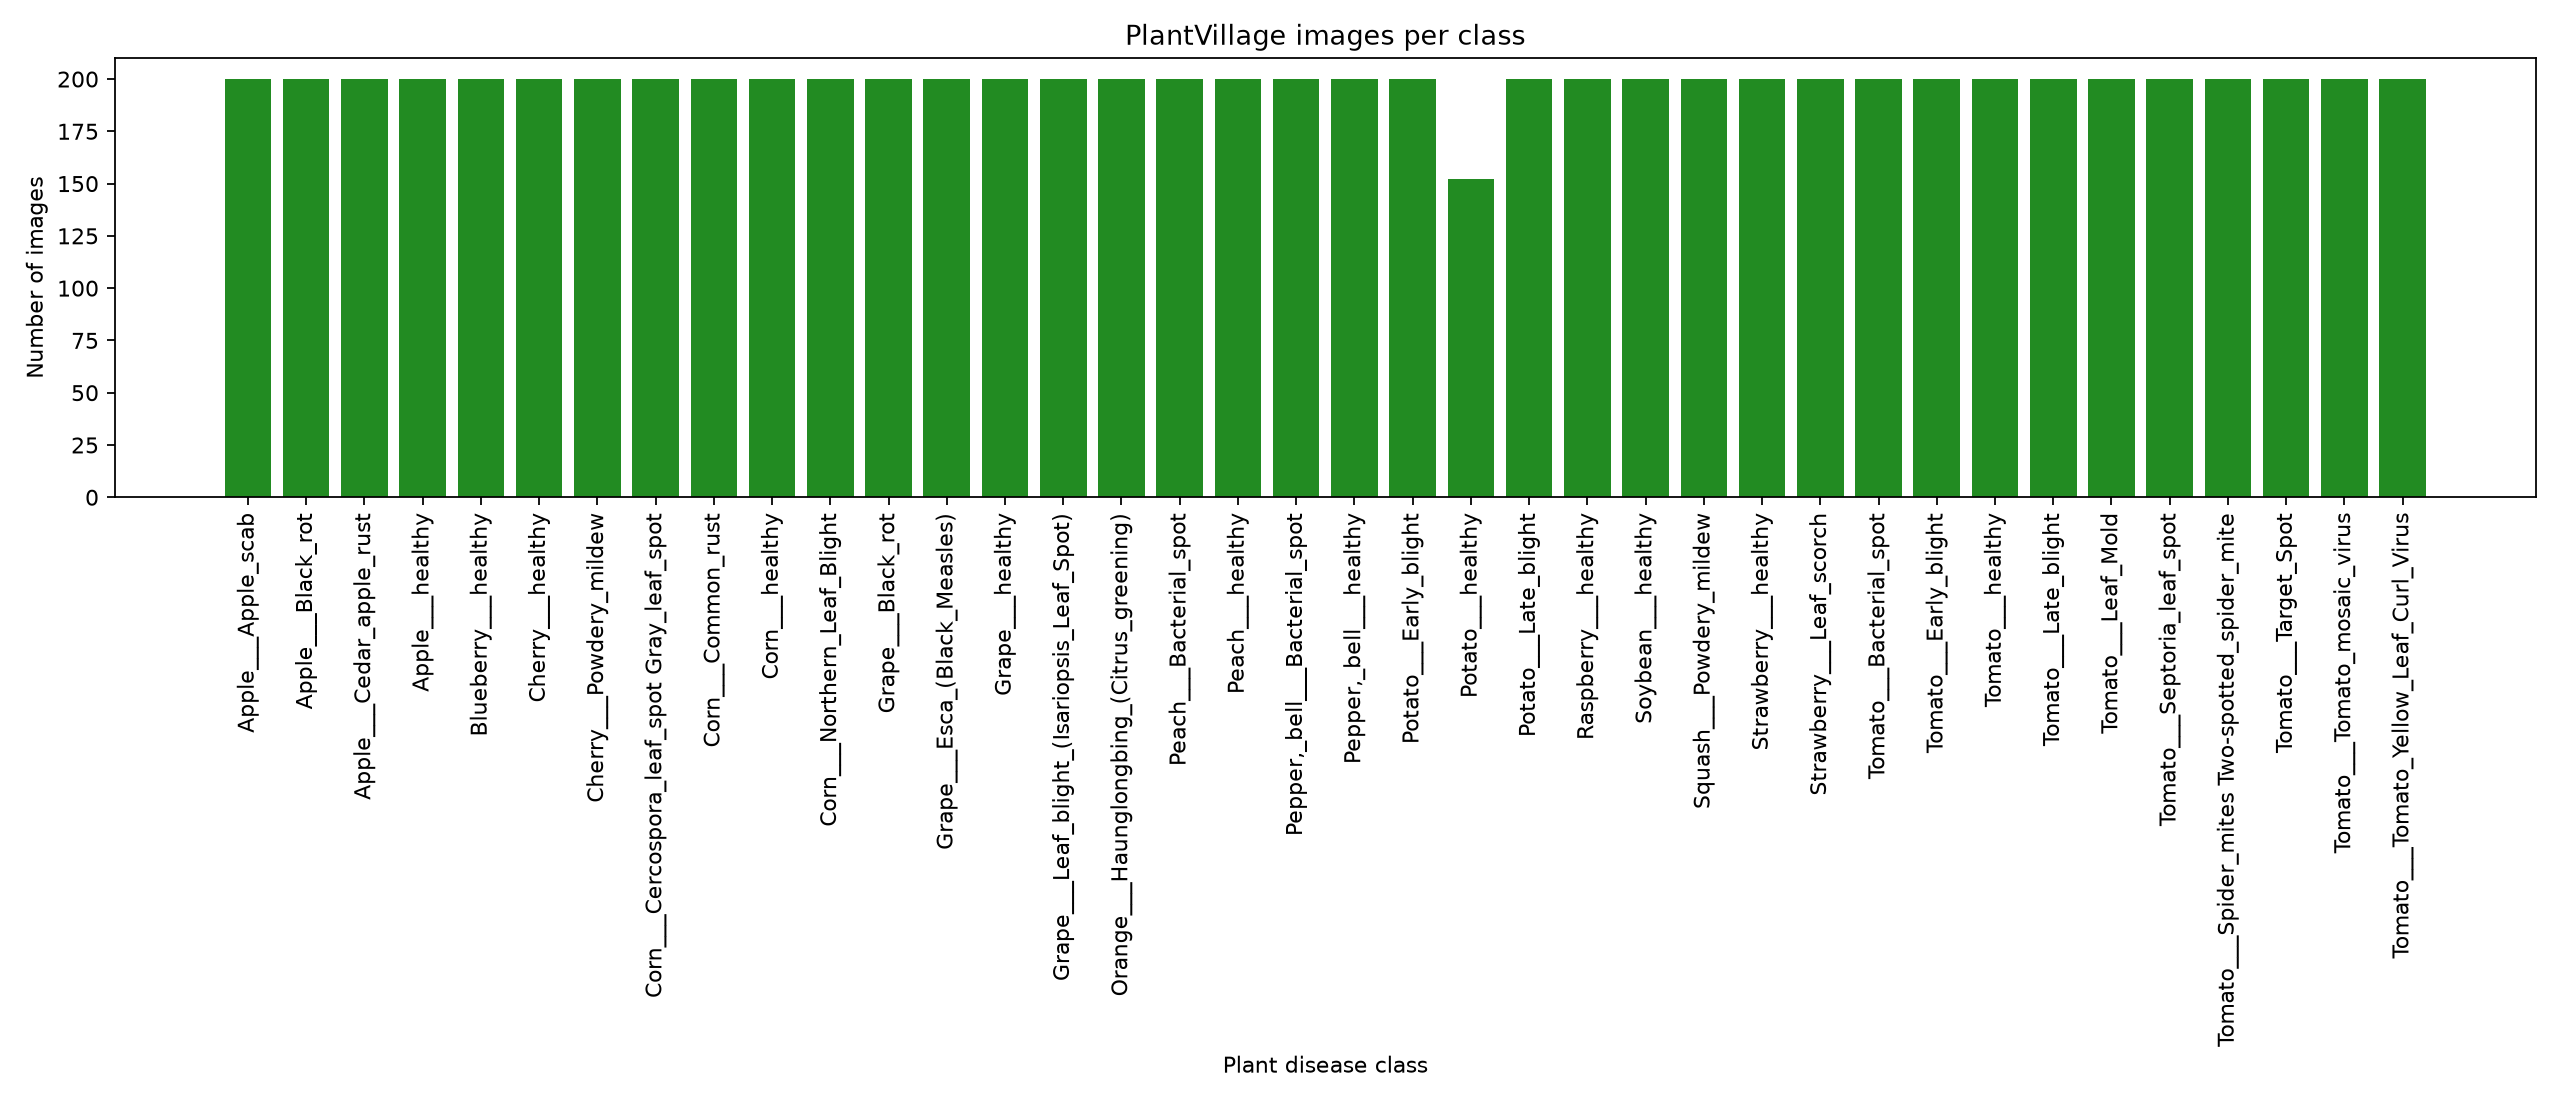 PlantVillage images per class
Number of images
200
175
150
125
100
75
50
25
0
Apple___Apple_scab
Apple___Black_rot
Apple___Cedar_apple_rust
Apple___healthy
Blueberry___healthy
Cherry___healthy
Cherry___Powdery_mildew
Corn___Cercospora_leaf_spot Gray_leaf_spot
Corn___Common_rust
Corn___healthy
Corn___Northern_Leaf_Blight
Grape___Black_rot
Grape___Esca_(Black_Measles)
Grape___healthy
Grape___Leaf_blight_(Isariopsis_Leaf_Spot)
Orange___Haunglongbing_(Citrus_greening)
Peach___Bacterial_spot
Peach___healthy
Pepper,_bell___Bacterial_spot
Pepper,_bell___healthy
Potato___Early_blight
Potato___healthy
Potato___Late_blight
Raspberry___healthy
Soybean___healthy
Squash___Powdery_mildew
Strawberry___healthy
Strawberry___Leaf_scorch
Tomato___Bacterial_spot
Tomato___Early_blight
Tomato___healthy
Tomato___Late_blight
Tomato___Leaf_Mold
Tomato___Septoria_leaf_spot
Tomato___Spider_mites Two-spotted_spider_mite
Tomato___Target_Spot
Tomato___Tomato_mosaic_virus
Tomato___Tomato_Yellow_Leaf_Curl_Virus
Plant disease class